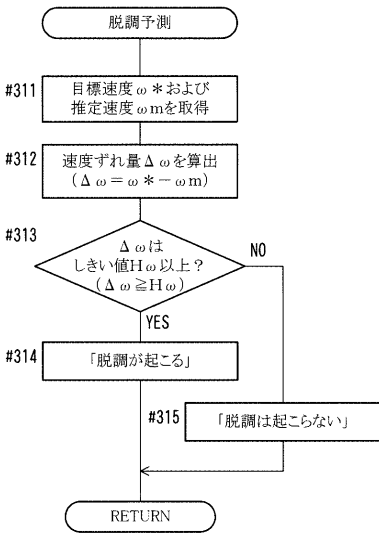 脱調予測
#311
目標速度ω*および
推定速度ωmを取得
#312
速度ずれ量Δωを算出
(Δω=ω*-ωm)
#313
Δωは
しきい値Hω以上?
(Δω≧Hω)
NO
YES
#314
「脱調が起こる」
#315
「脱調は起こらない」
RETURN